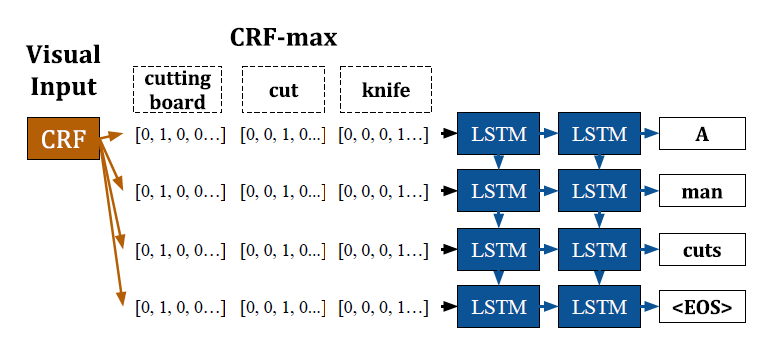 CRF-max
Visual
Input
cutting
board
cut
knife
CRF
[0, 1, 0, 0…] [0, 0, 1, 0...] [0, 0, 0, 1…] LSTM LSTM A
[0, 1, 0, 0…] [0, 0, 1, 0...] [0, 0, 0, 1…] LSTM LSTM man
[0, 1, 0, 0…] [0, 0, 1, 0...] [0, 0, 0, 1…] LSTM LSTM cuts
[0, 1, 0, 0…] [0, 0, 1, 0...] [0, 0, 0, 1…] LSTM LSTM <EOS>